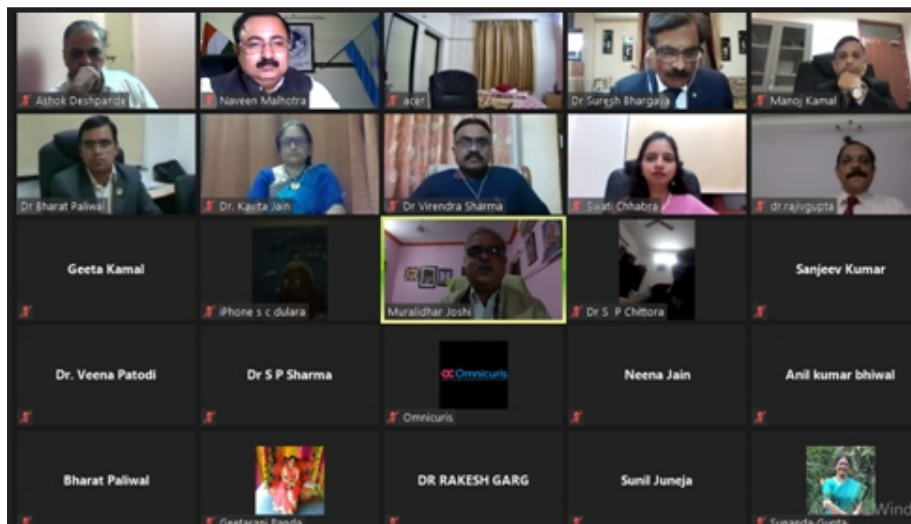 Ashok Deshpande
Naveen Malhotra
acer
Dr Suresh Bhargava
Manoj Kamal
Dr Bharat Paliwal
Dr. Kavita Jain
Dr Virendra Sharma
Swati Chhabra
dr.rajivgupta
Geeta Kamal
iPhone s c dulara
Muralidhar Joshi
Dr S P Chittora
Sanjeev Kumar
Dr. Veena Patodi
Dr S P Sharma
Omnicuris
Omnicuris
Neena Jain
Anil kumar bhiwal
Bharat Paliwal
Geetarani Panda
DR RAKESH GARG
Sunil Juneja
Sunanda Gupta